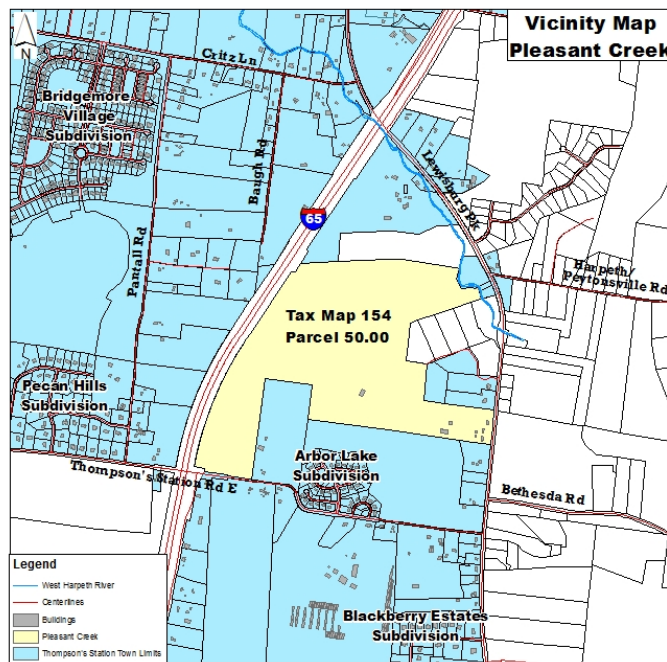 Vicinity Map
Pleasant Creek
N
Critz Ln
Bridgemore
Village
Subdivision
Baugh Rd
Lewisburg Pk
65
Pantall Rd
Harpeth/
Peytonsville Rd
Tax Map 154
Parcel 50.00
Pecan Hills
Subdivision
Arbor Lake
Subdivision
Thompson's Station Rd E
Bethesda Rd
Legend
West Harpeth River
Centerlines
Buildings
Pleasant Creek
Thompson's Station Town Limits
Blackberry Estates
Subdivision